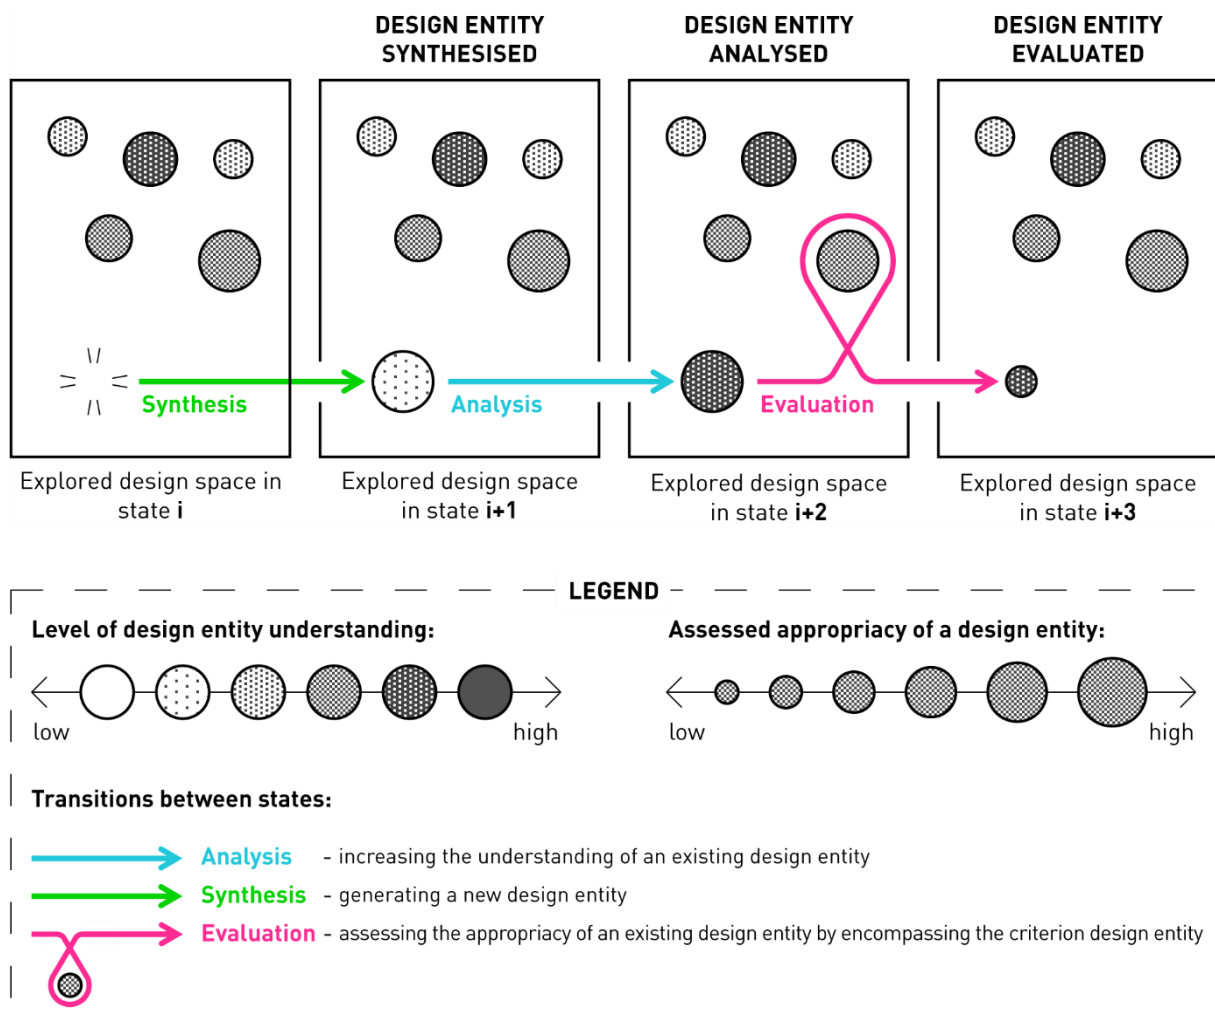 DESIGN ENTITY
SYNTHESISED
DESIGN ENTITY
ANALYSED
DESIGN ENTITY
EVALUATED
Synthesis
Analysis
Evaluation
Explored design space in
state i
Explored design space
in state i+1
Explored design space
in state i+2
Explored design space
in state i+3
LEGEND
Level of design entity understanding:
low
high
Assessed appropriacy of a design entity:
low
high
Transitions between states:
Analysis - increasing the understanding of an existing design entity
Synthesis - generating a new design entity
Evaluation - assessing the appropriacy of an existing design entity by encompassing the criterion design entity